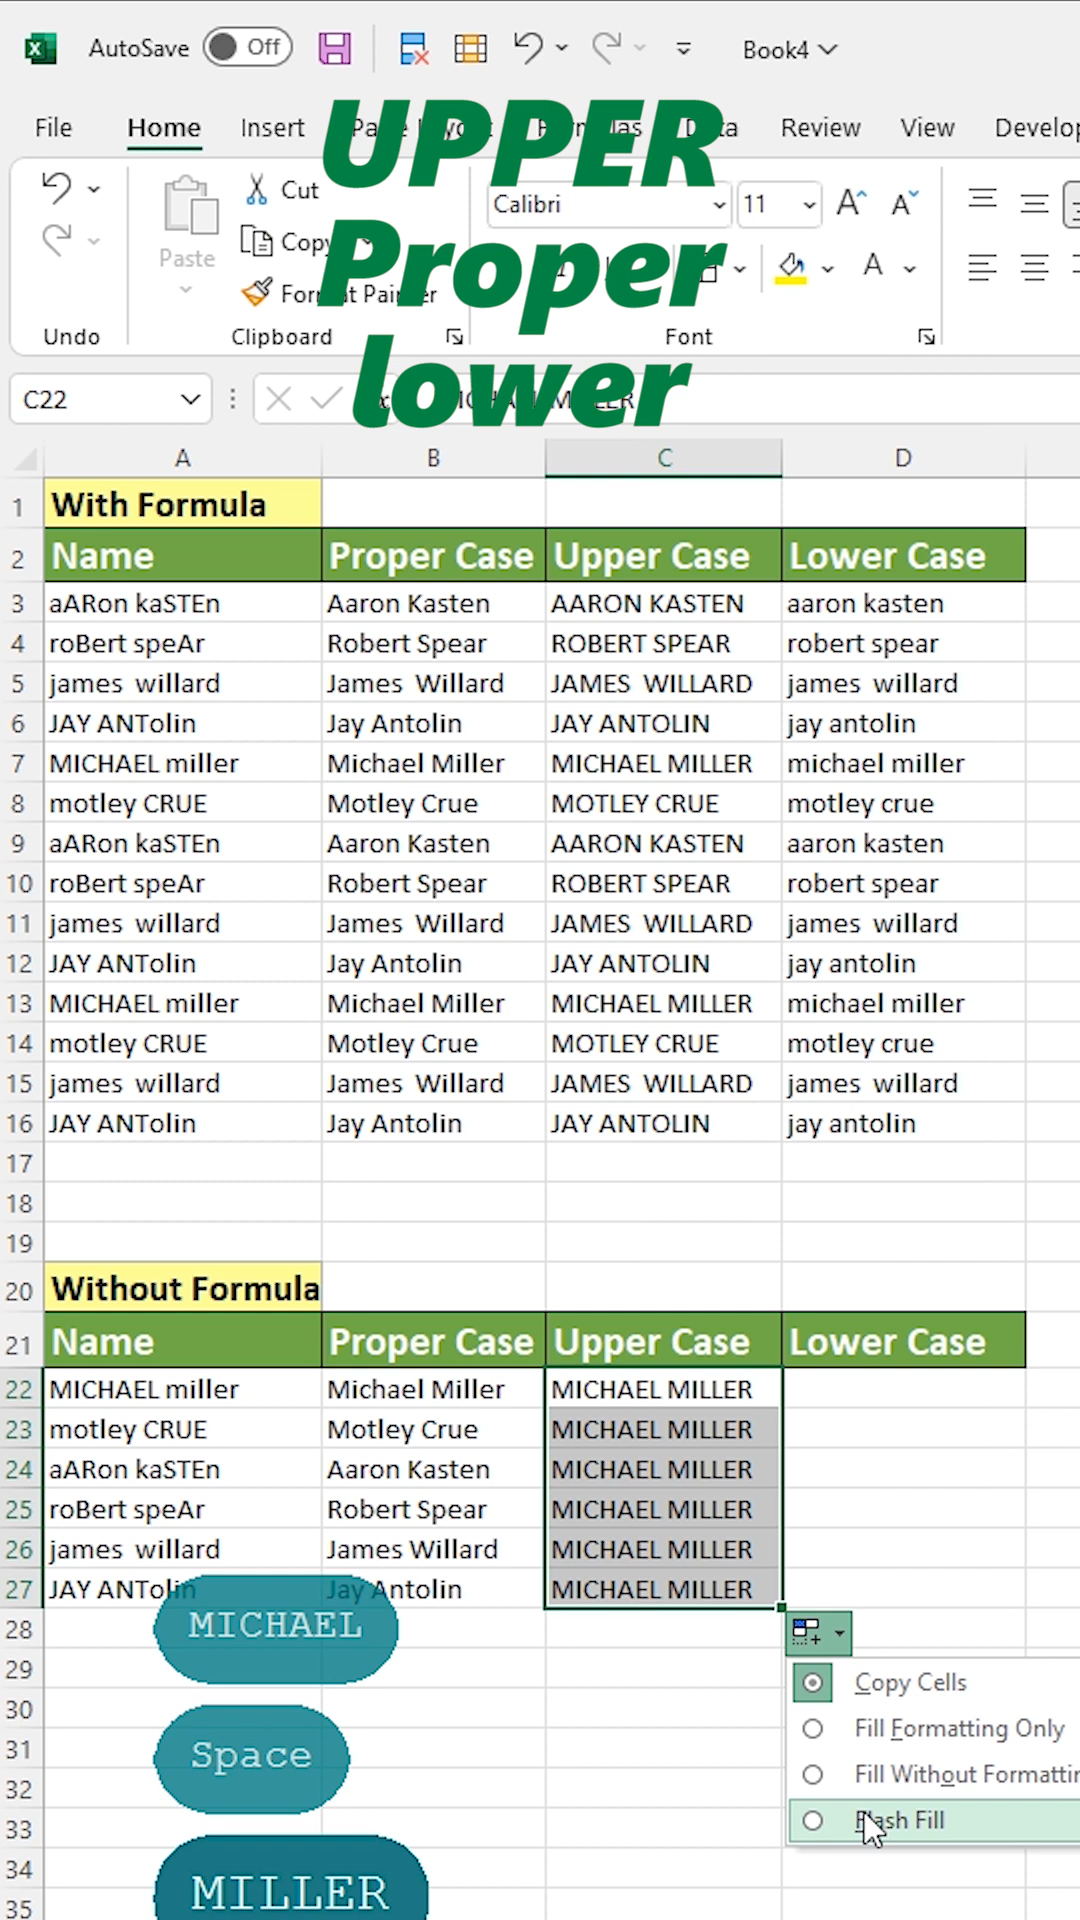 AutoSave Off Book4
File Home Insert Review View Develop
UPPER
Proper
lower
Cut
Copy
Paste
Format Painter
Calibri 11
Undo Clipboard Font
C22 MICHAEL MILLER
A B C D
1 With Formula
2 Name Proper Case Upper Case Lower Case
3 aARon kaSTEn Aaron Kasten AARON KASTEN aaron kasten
4 roBert speAr Robert Spear ROBERT SPEAR robert spear
5 james  willard James  Willard JAMES  WILLARD james  willard
6 JAY ANTolin Jay Antolin JAY ANTOLIN jay antolin
7 MICHAEL miller Michael Miller MICHAEL MILLER michael miller
8 motley CRUE Motley Crue MOTLEY CRUE motley crue
9 aARon kaSTEn Aaron Kasten AARON KASTEN aaron kasten
10 roBert speAr Robert Spear ROBERT SPEAR robert spear
11 james  willard James  Willard JAMES  WILLARD james  willard
12 JAY ANTolin Jay Antolin JAY ANTOLIN jay antolin
13 MICHAEL miller Michael Miller MICHAEL MILLER michael miller
14 motley CRUE Motley Crue MOTLEY CRUE motley crue
15 james  willard James  Willard JAMES  WILLARD james  willard
16 JAY ANTolin Jay Antolin JAY ANTOLIN jay antolin
17
18
19
20 Without Formula
21 Name Proper Case Upper Case Lower Case
22 MICHAEL miller Michael Miller MICHAEL MILLER
23 motley CRUE Motley Crue MICHAEL MILLER
24 aARon kaSTEn Aaron Kasten MICHAEL MILLER
25 roBert speAr Robert Spear MICHAEL MILLER
26 james  willard James Willard MICHAEL MILLER
27 JAY ANTolin Jay Antolin MICHAEL MILLER
28 MICHAEL
29
Copy Cells
30
Fill Formatting Only
31 Space
Fill Without Formattin
32
33
Flash Fill
34
MILLER
35